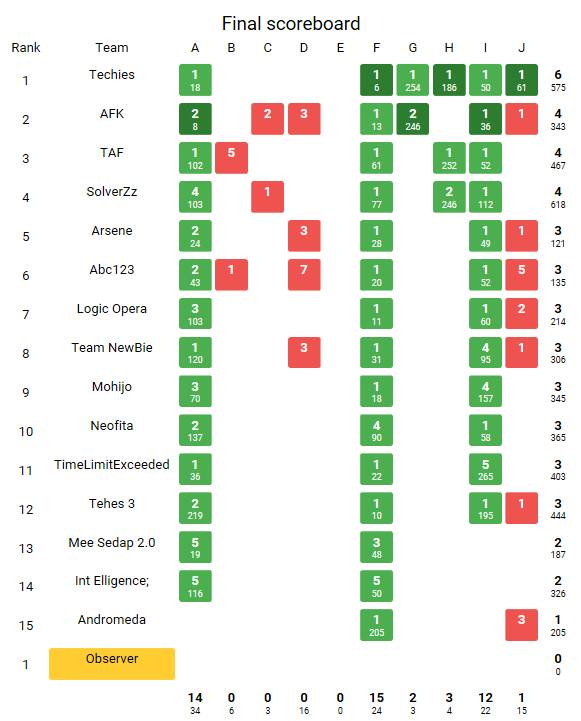 Final scoreboard
Rank Team A B C D E F G H I J
1 Techies 1 18 1 6 1 254 1 186 1 50 1 61 6 575
2 AFK 2 8 2 3 1 13 2 246 1 36 1 4 343
3 TAF 1 102 5 1 61 1 252 1 52 4 467
4 SolverZz 4 103 1 1 77 2 246 1 112 4 618
5 Arsene 2 24 3 1 28 1 49 1 3 121
6 Abc123 2 43 1 7 1 20 1 52 5 3 135
7 Logic Opera 3 103 1 11 1 60 2 3 214
8 Team NewBie 1 120 3 1 31 4 95 1 3 306
9 Mohijo 3 70 1 18 4 157 3 345
10 Neofita 2 137 4 90 1 58 3 365
11 TimeLimitExceeded 1 36 1 22 5 265 3 403
12 Tehes 3 2 219 1 10 1 195 1 3 444
13 Mee Sedap 2.0 5 19 3 48 2 187
14 Int Elligence; 5 116 5 50 2 326
15 Andromeda 1 205 3 1 205
1 Observer 0 0
14 0 0 0 0 15 2 3 12 1
34 6 3 16 0 24 3 4 22 15